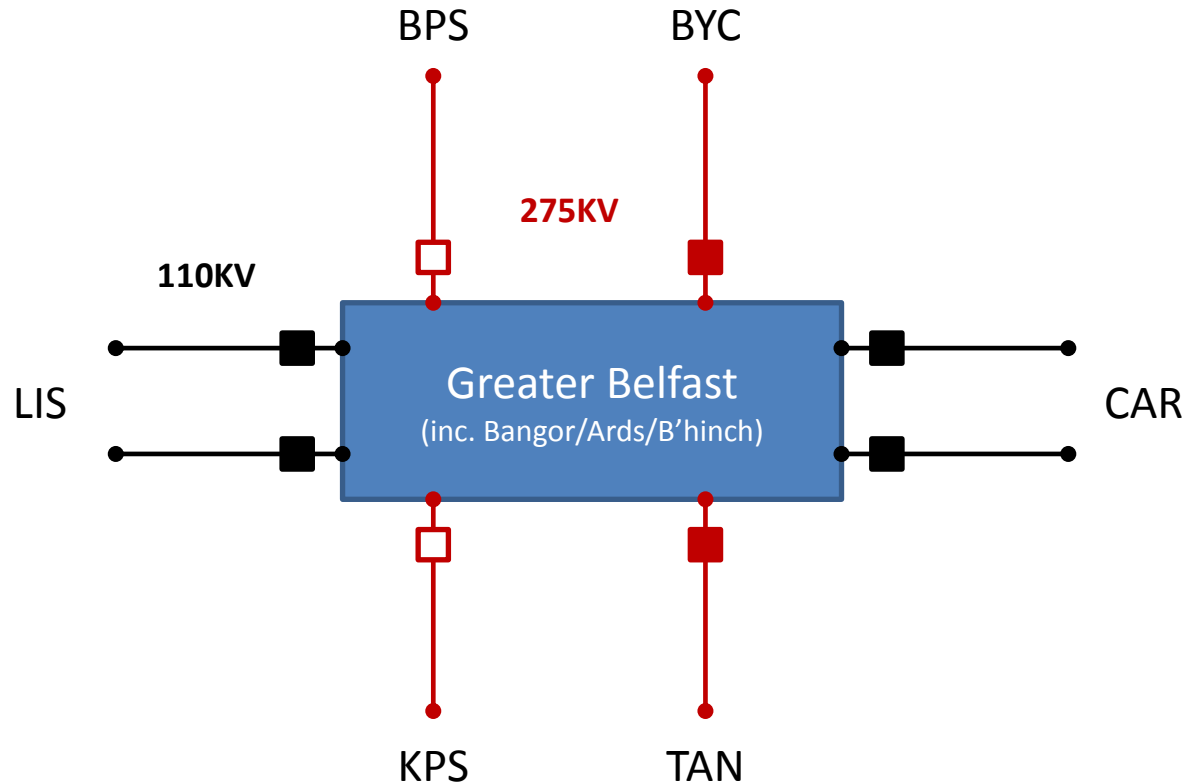 BPS
BYC
275KV
110KV
LIS
Greater Belfast
(inc. Bangor/Ards/B’hinch)
CAR
KPS
TAN